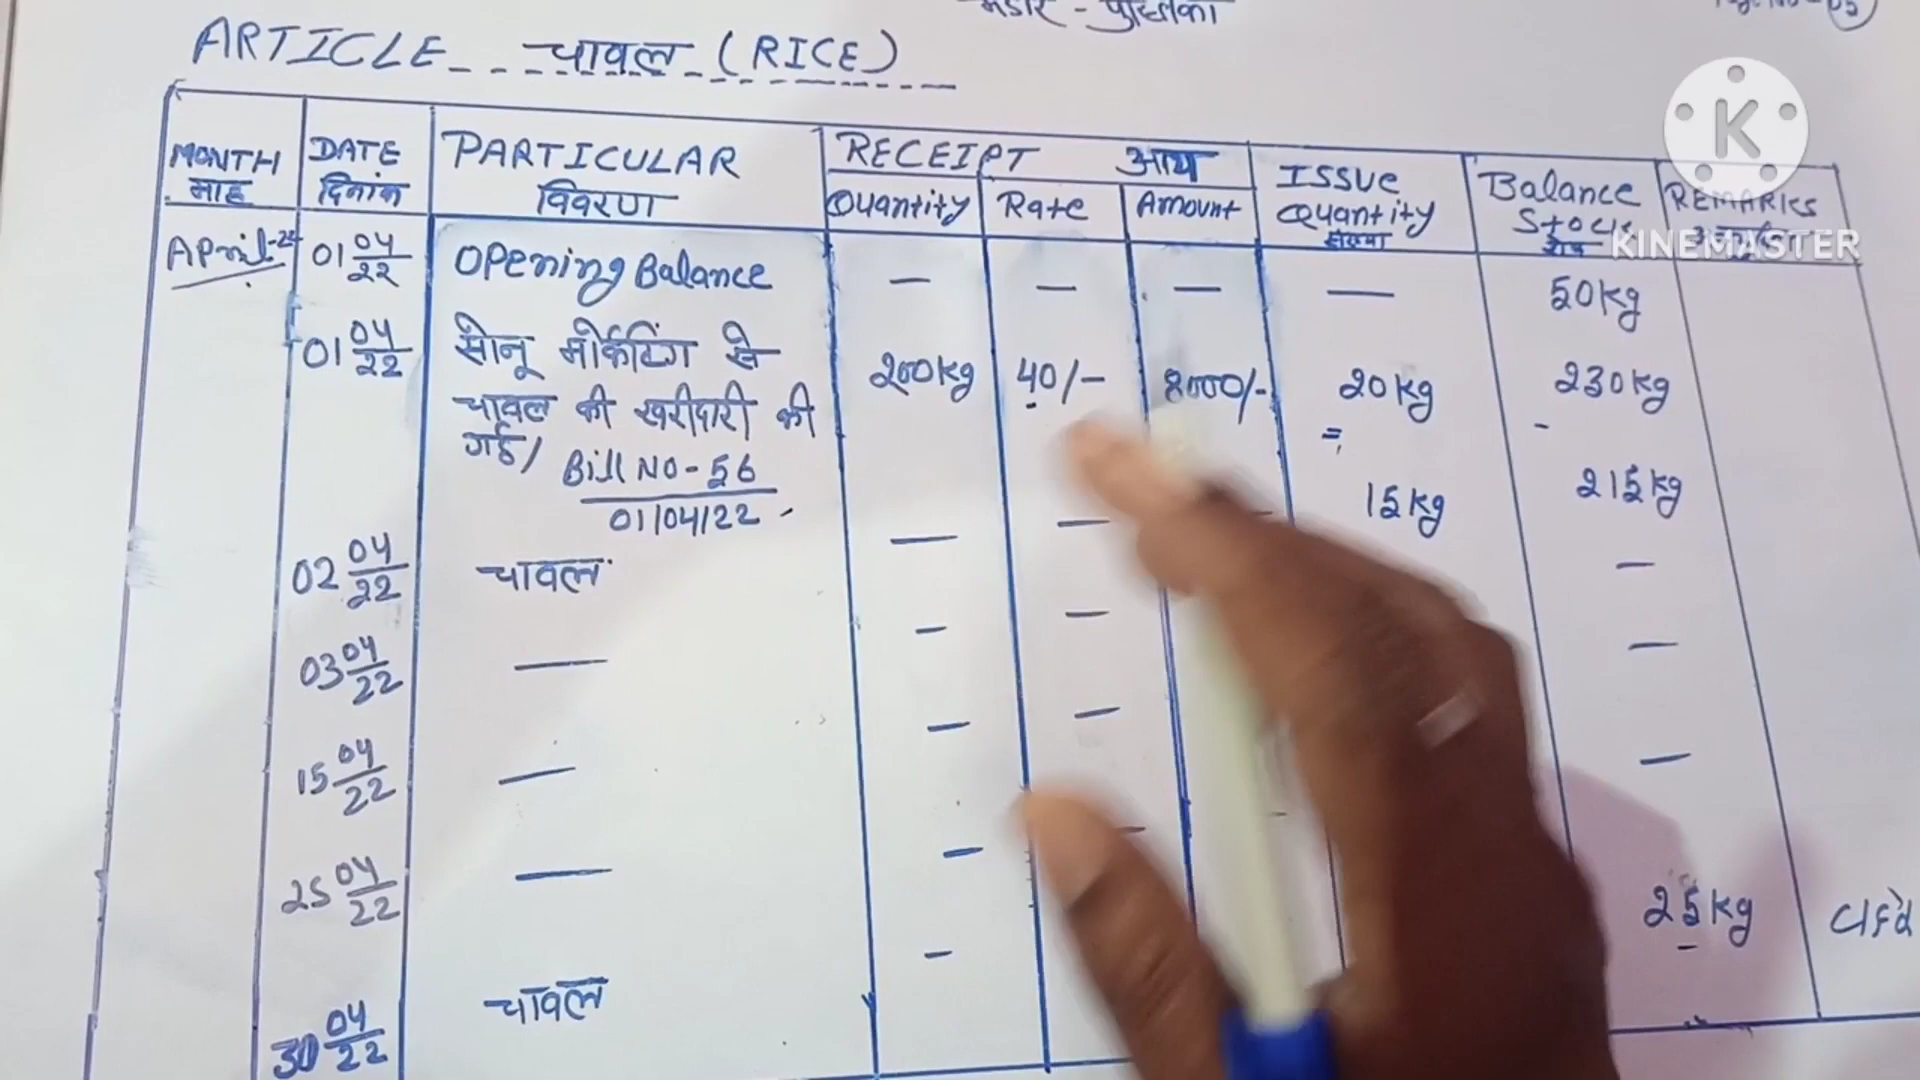 भंडार - पुस्तिका
ARTICLE चावल (RICE)
MONTH DATE PARTICULAR RECEIPT आय ISSUE Balance REMARKS
माह दिनांक विवरण Quantity Rate Amount Quantity Stock
संख्या शेष
April-22 01 04/22 Opening Balance — — — — 50kg
01 04/22 सोनू मार्केटिंग से 200kg 40/- 8000/- 20kg 230kg
चावल की खरीदारी की
गई/ Bill No-56 15kg 215kg
01/04/22
02 04/22 चावल — — —
03 04/22 — — — —
15 04/22 — — — —
25 04/22 — — — 25kg
30 04/22 चावल —
K
KINEMASTER